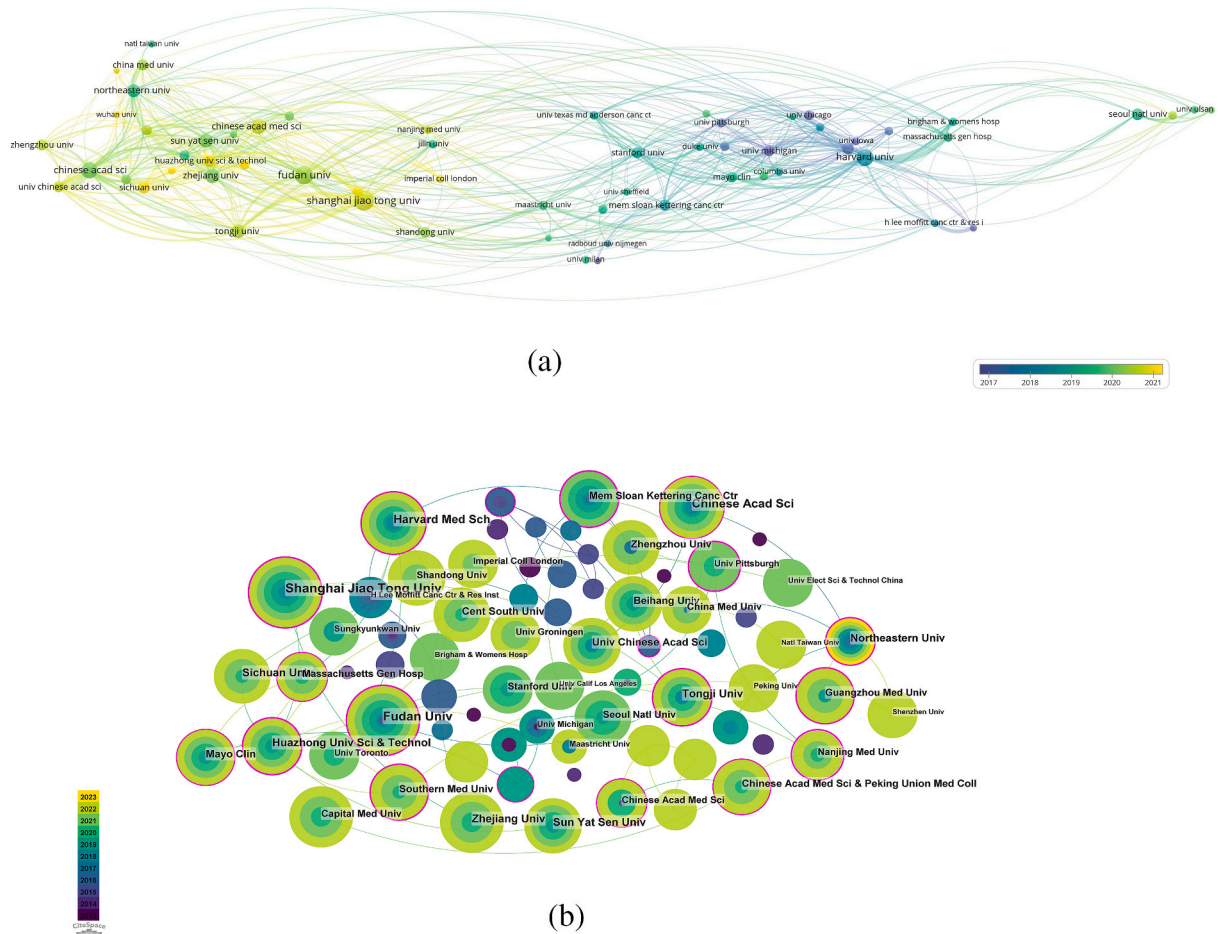 natl taiwan univ
china med univ
northeastern univ
wuhan univ
zhengzhou univ
chinese acad med sci
sun yat sen univ
huazhong univ sci & technol
chinese acad sci
zhejiang univ
univ chinese acad sci
sichuan univ
fudan univ
shanghai jiao tong univ
tongji univ
nanjing med univ
jilin univ
imperial coll london
shandong univ
univ texas md anderson canc ct
univ pittsburgh
univ chicago
stanford univ
duke univ
univ michigan
univ iowa
harvard univ
brigham & womens hosp
massachusetts gen hosp
seoul natl univ
univ ulsan
mayo clin
columbia univ
univ sheffield
maastricht univ
mem sloan kettering canc ctr
h lee moffitt canc ctr & res i
radboud univ nijmegen
univ milan
(a)
2017
2018
2019
2020
2021
Mem Sloan Kettering Canc Ctr
Chinese Acad Sci
Harvard Med Sch
Zhengzhou Univ
Imperial Coll London
Univ Pittsburgh
Shandong Univ
Univ Elect Sci & Technol China
Shanghai Jiao Tong Univ
H Lee Moffitt Canc Ctr & Res Inst
Beihang Univ
China Med Univ
Cent South Univ
Sungkyunkwan Univ
Univ Groningen
Univ Chinese Acad Sci
Natl Taiwan Univ
Northeastern Univ
Brigham & Womens Hosp
Sichuan Univ
Massachusetts Gen Hosp
Stanford Univ
Univ Calif Los Angeles
Peking Univ
Tongji Univ
Guangzhou Med Univ
Shenzhen Univ
Fudan Univ
Univ Michigan
Seoul Natl Univ
Huazhong Univ Sci & Technol
Maastricht Univ
Mayo Clin
Univ Toronto
Nanjing Med Univ
Southern Med Univ
Chinese Acad Med Sci & Peking Union Med Coll
Chinese Acad Med Sci
Capital Med Univ
Zhejiang Univ
Sun Yat Sen Univ
2023
2022
2021
2020
2019
2018
2017
2016
2015
2014
CiteSpace
(b)